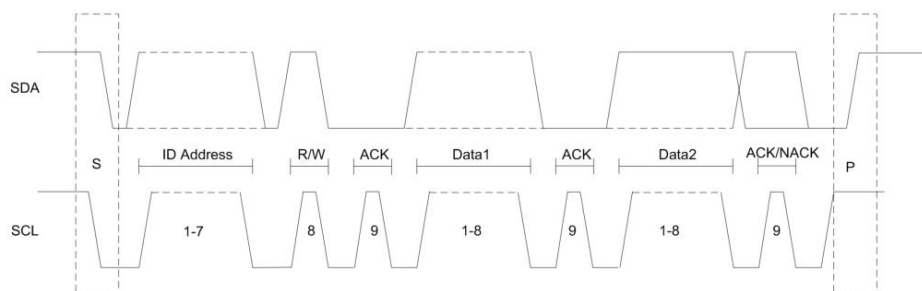 SDA
S
ID Address
R/W
ACK
Data1
ACK
Data2
ACK/NACK
P
SCL
1-7
8
9
1-8
9
1-8
9